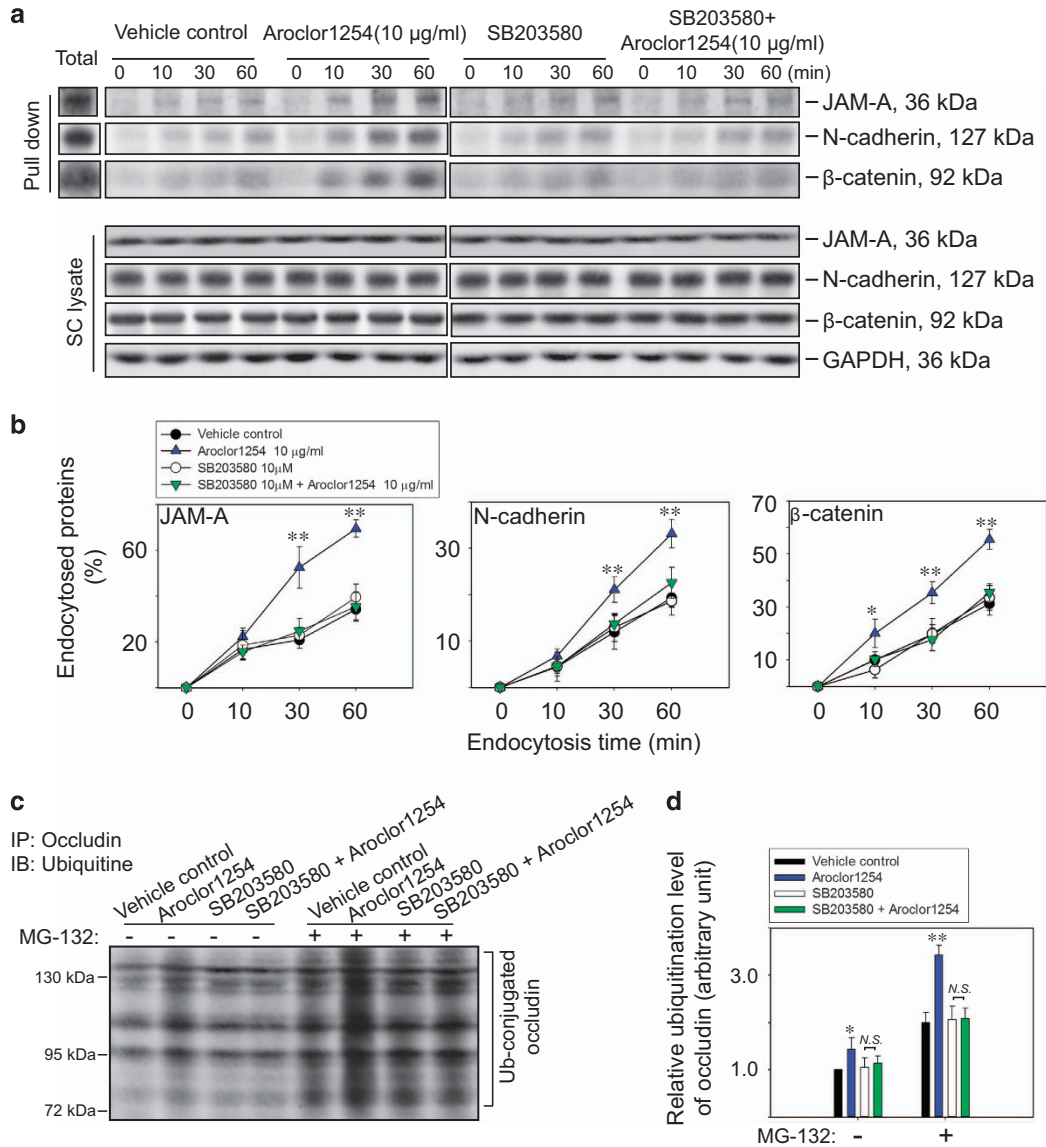 a
Vehicle control Aroclor1254(10 µg/ml) SB203580 SB203580+
Aroclor1254(10 µg/ml)
Total 0 10 30 60 0 10 30 60 0 10 30 60 0 10 30 60 (min)
Pull down
JAM-A, 36 kDa
N-cadherin, 127 kDa
β-catenin, 92 kDa
SC lysate
JAM-A, 36 kDa
N-cadherin, 127 kDa
β-catenin, 92 kDa
GAPDH, 36 kDa
b
Vehicle control
Aroclor1254 10 µg/ml
SB203580 10µM
SB203580 10µM + Aroclor1254 10 µg/ml
Endocytosed proteins
(%)
JAM-A
60
20
** **
0 10 30 60
N-cadherin
30
10
** **
0 10 30 60
β-catenin
70
50
30
10
* ** **
0 10 30 60
Endocytosis time (min)
c
IP: Occludin
IB: Ubiquitine
Vehicle control
Aroclor1254
SB203580
SB203580 + Aroclor1254
Vehicle control
Aroclor1254
SB203580
SB203580 + Aroclor1254
MG-132: - - - - + + + +
130 kDa
95 kDa
72 kDa
Ub-conjugated
occludin
d
Vehicle control
Aroclor1254
SB203580
SB203580 + Aroclor1254
Relative ubiquitination level
of occludin (arbitrary unit)
3.0
1.0
* N.S.
** N.S.
MG-132: - +